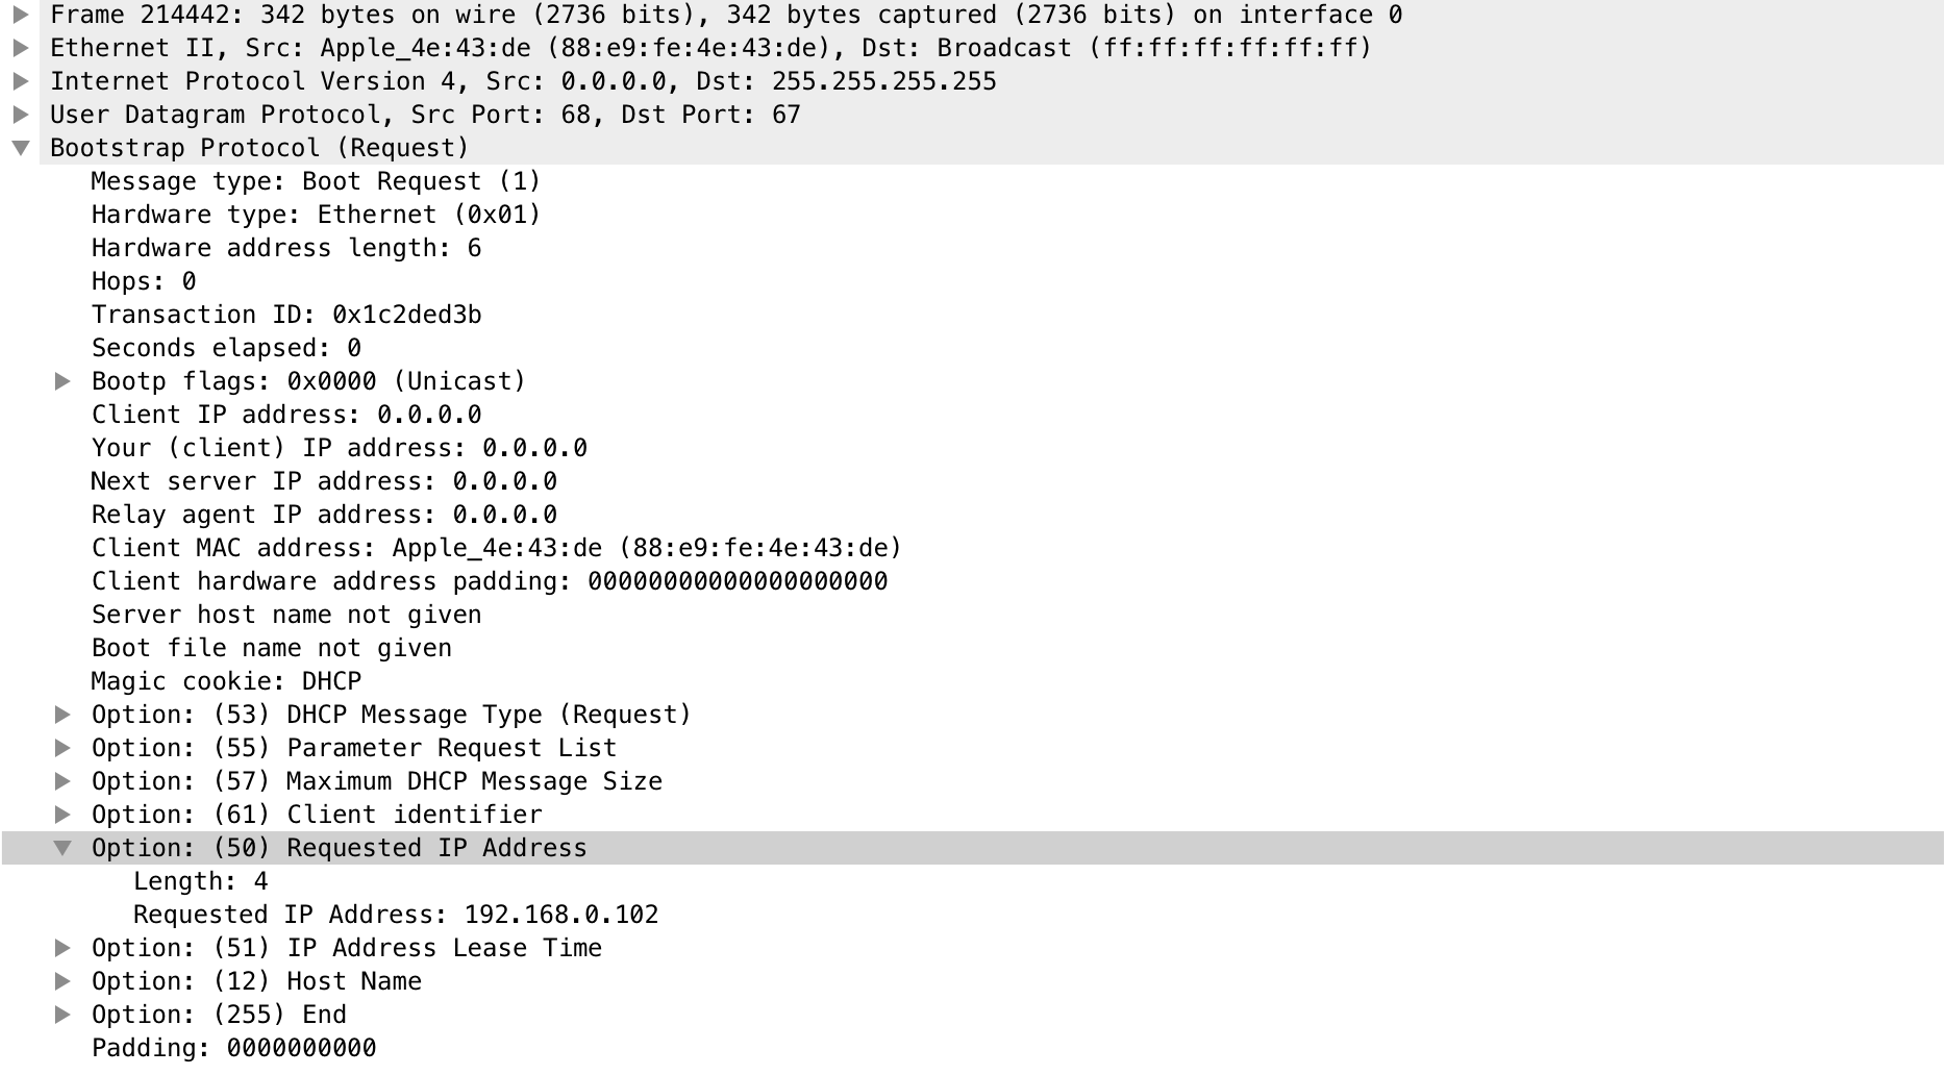 Frame 214442: 342 bytes on wire (2736 bits), 342 bytes captured (2736 bits) on interface 0
Ethernet II, Src: Apple_4e:43:de (88:e9:fe:4e:43:de), Dst: Broadcast (ff:ff:ff:ff:ff:ff)
Internet Protocol Version 4, Src: 0.0.0.0, Dst: 255.255.255.255
User Datagram Protocol, Src Port: 68, Dst Port: 67
Bootstrap Protocol (Request)
Message type: Boot Request (1)
Hardware type: Ethernet (0x01)
Hardware address length: 6
Hops: 0
Transaction ID: 0x1c2ded3b
Seconds elapsed: 0
Bootp flags: 0x0000 (Unicast)
Client IP address: 0.0.0.0
Your (client) IP address: 0.0.0.0
Next server IP address: 0.0.0.0
Relay agent IP address: 0.0.0.0
Client MAC address: Apple_4e:43:de (88:e9:fe:4e:43:de)
Client hardware address padding: 00000000000000000000
Server host name not given
Boot file name not given
Magic cookie: DHCP
Option: (53) DHCP Message Type (Request)
Option: (55) Parameter Request List
Option: (57) Maximum DHCP Message Size
Option: (61) Client identifier
Option: (50) Requested IP Address
Length: 4
Requested IP Address: 192.168.0.102
Option: (51) IP Address Lease Time
Option: (12) Host Name
Option: (255) End
Padding: 0000000000